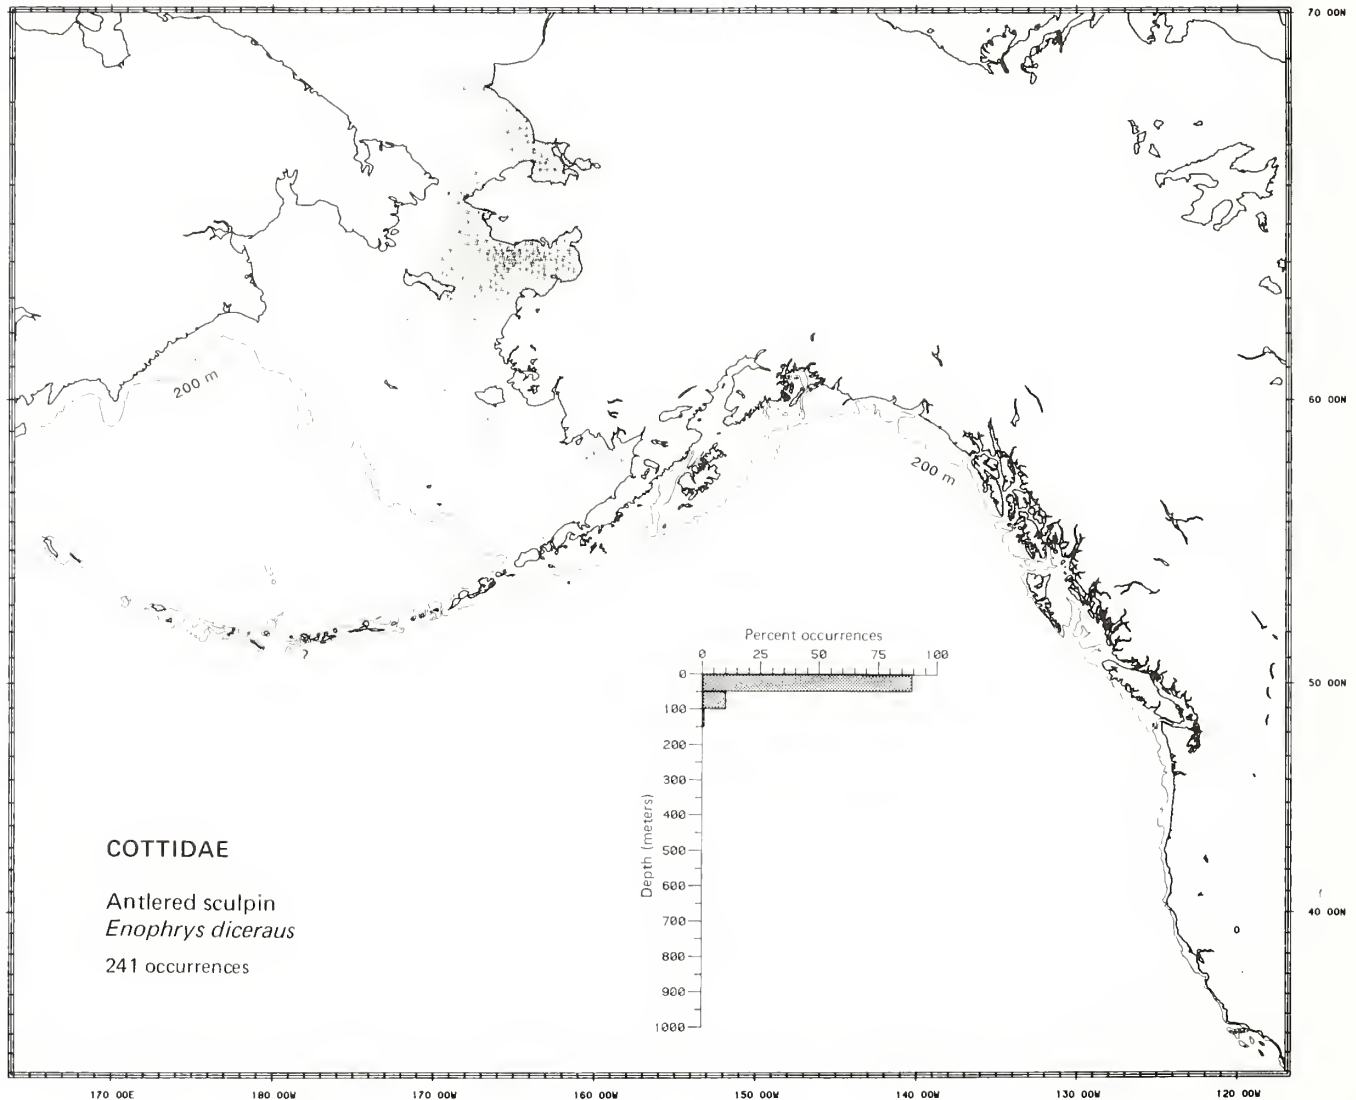 70 00N
200 m
60 00N
200 m
Percent occurrences
0 25 50 75 100
0
50 00N
100
200
300
400
Depth (meters)
500
600
700
800
900
1000
COTTIDAE
Antlered sculpin
Enophrys diceraus
241 occurrences
40 00N
170 00E 180 00W 170 00W 160 00W 150 00W 140 00W 130 00W 120 00W